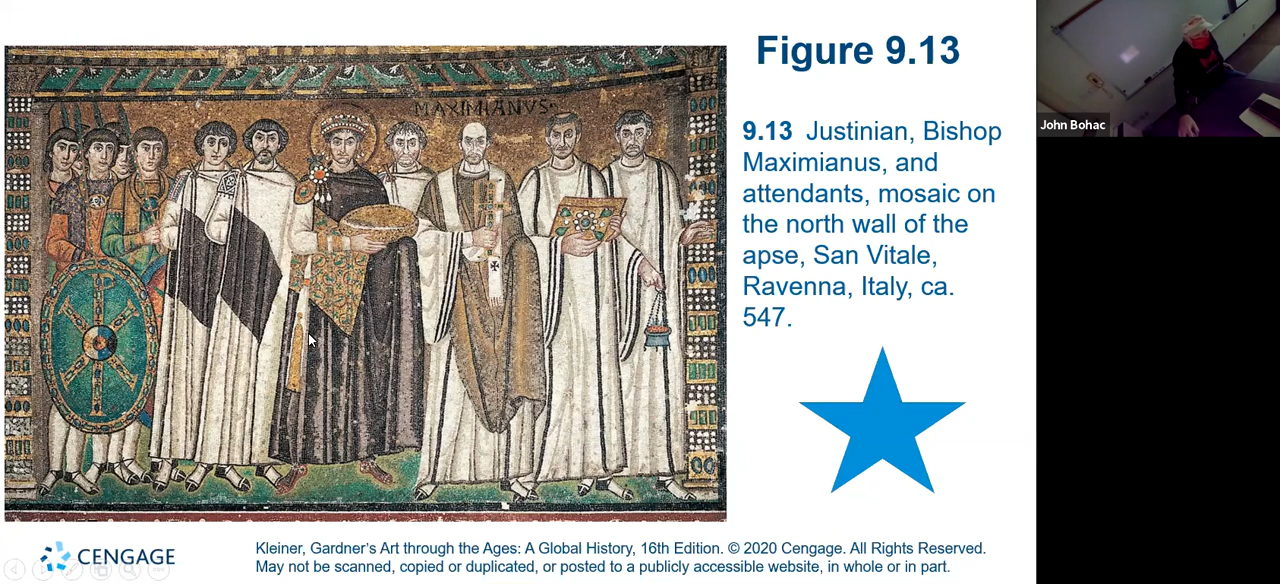 Figure 9.13
MAXIMIANVS
9.13 Justinian, Bishop
Maximianus, and
attendants, mosaic on
the north wall of the
apse, San Vitale,
Ravenna, Italy, ca.
547.
John Bohac
CENGAGE
Kleiner, Gardner's Art through the Ages: A Global History, 16th Edition. © 2020 Cengage. All Rights Reserved.
May not be scanned, copied or duplicated, or posted to a publicly accessible website, in whole or in part.